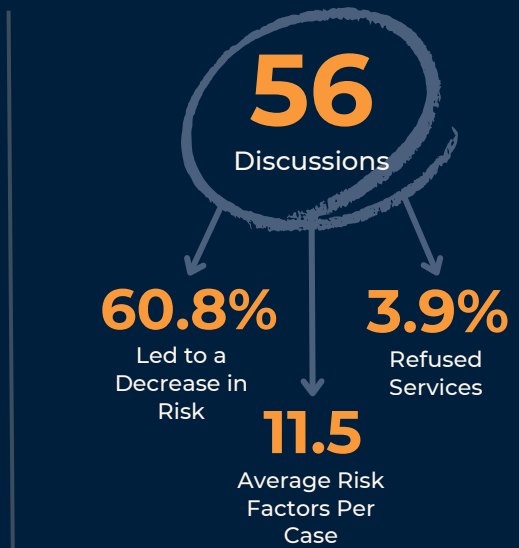 56
Discussions
60.8%
Led to a
Decrease in
Risk
3.9%
Refused
Services
11.5
Average Risk
Factors Per
Case